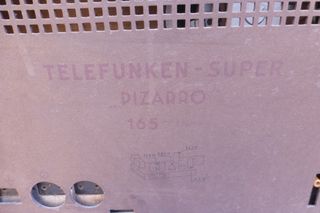 TELEFUNKEN - SUPER
„PIZARRO
165